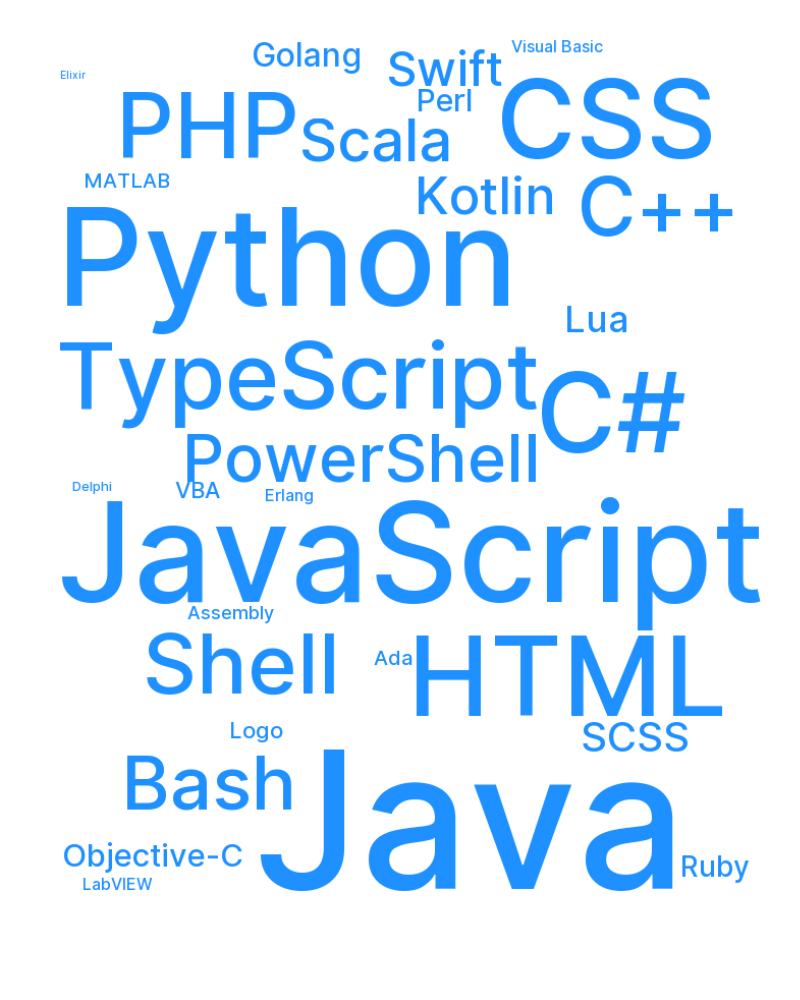 Golang
Swift
Visual Basic
Elixir
PHP
Perl
CSS
Scala
MATLAB
Kotlin
C++
Python
Lua
TypeScript
C#
PowerShell
Delphi
VBA
Erlang
JavaScript
Assembly
Shell
Ada
HTML
Logo
SCSS
Bash
Java
Objective-C
Ruby
LabVIEW